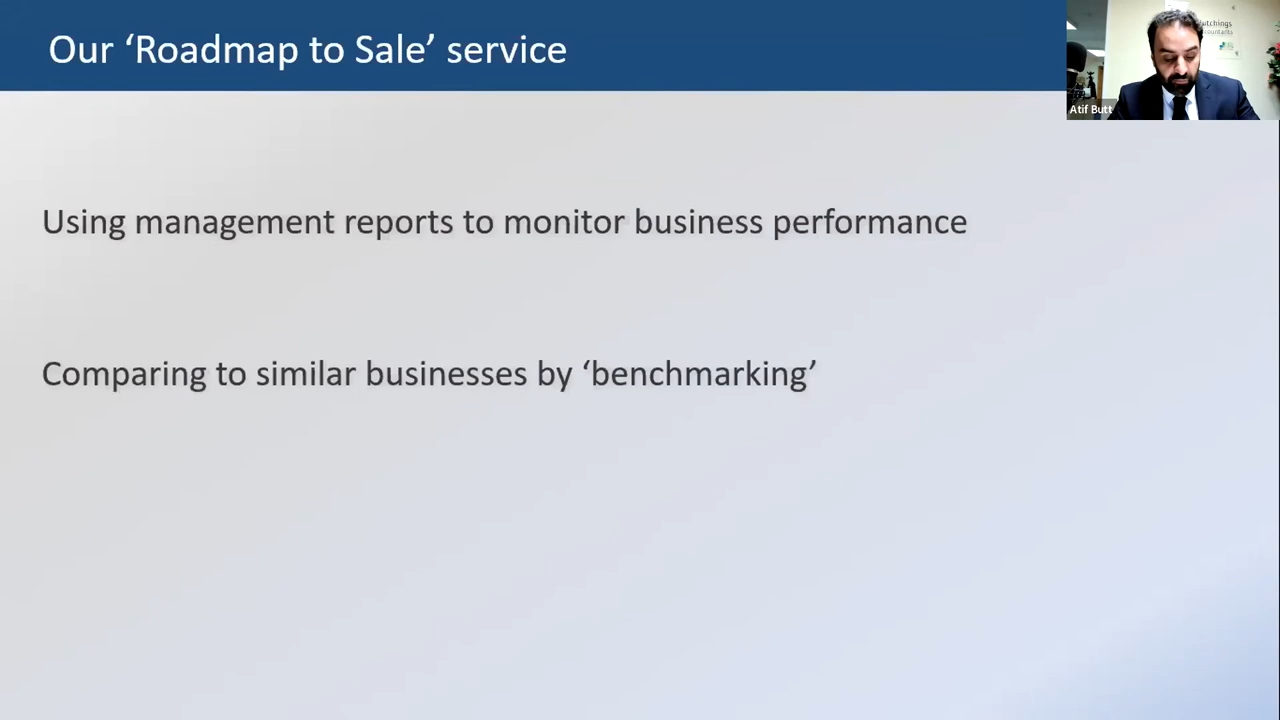 Our ‘Roadmap to Sale’ service
Atif Butt
Using management reports to monitor business performance
Comparing to similar businesses by ‘benchmarking’